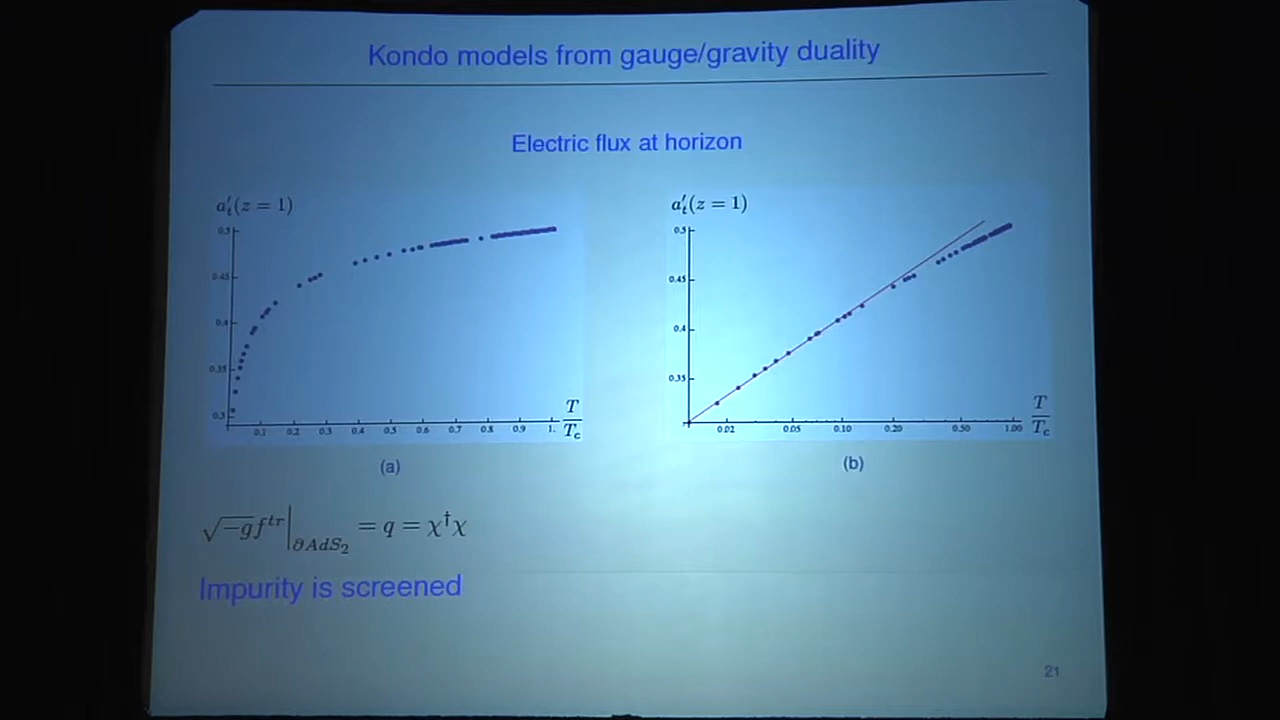 Kondo models from gauge/gravity duality
Electric flux at horizon
a′ₜ(z = 1)
0.5
0.45
0.4
0.35
0.3
0.1 0.2 0.3 0.4 0.5 0.6 0.7 0.8 0.9 1.
T/T_c
(a)
a′ₜ(z = 1)
0.5
0.45
0.4
0.35
0.02 0.05 0.10 0.20 0.50 1.00
T/T_c
(b)
√−g f^{tr}|_{∂AdS₂} = q = χ†χ
Impurity is screened
21